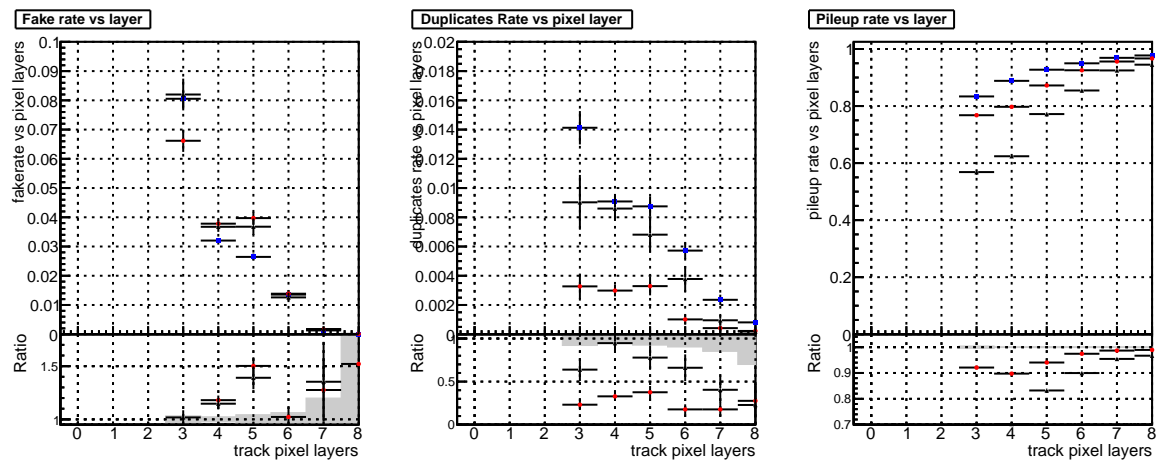 Fake rate vs layer
fakerate vs pixel layers
0.1
0.09
0.08
0.07
0.06
0.05
0.04
0.03
0.02
0.01
0
Ratio
1.5
1
0 1 2 3 4 5 6 7 8
track pixel layers
Duplicates Rate vs pixel layer
duplicates rate vs pixel layers
0.02
0.018
0.016
0.014
0.012
0.01
0.008
0.006
0.004
0.002
0
Ratio
1
0.5
0
0 1 2 3 4 5 6 7 8
track pixel layers
Pileup rate vs layer
pileup rate vs pixel layers
1
0.8
0.6
0.4
0.2
0
Ratio
1
0.9
0.8
0.7
0 1 2 3 4 5 6 7 8
track pixel layers